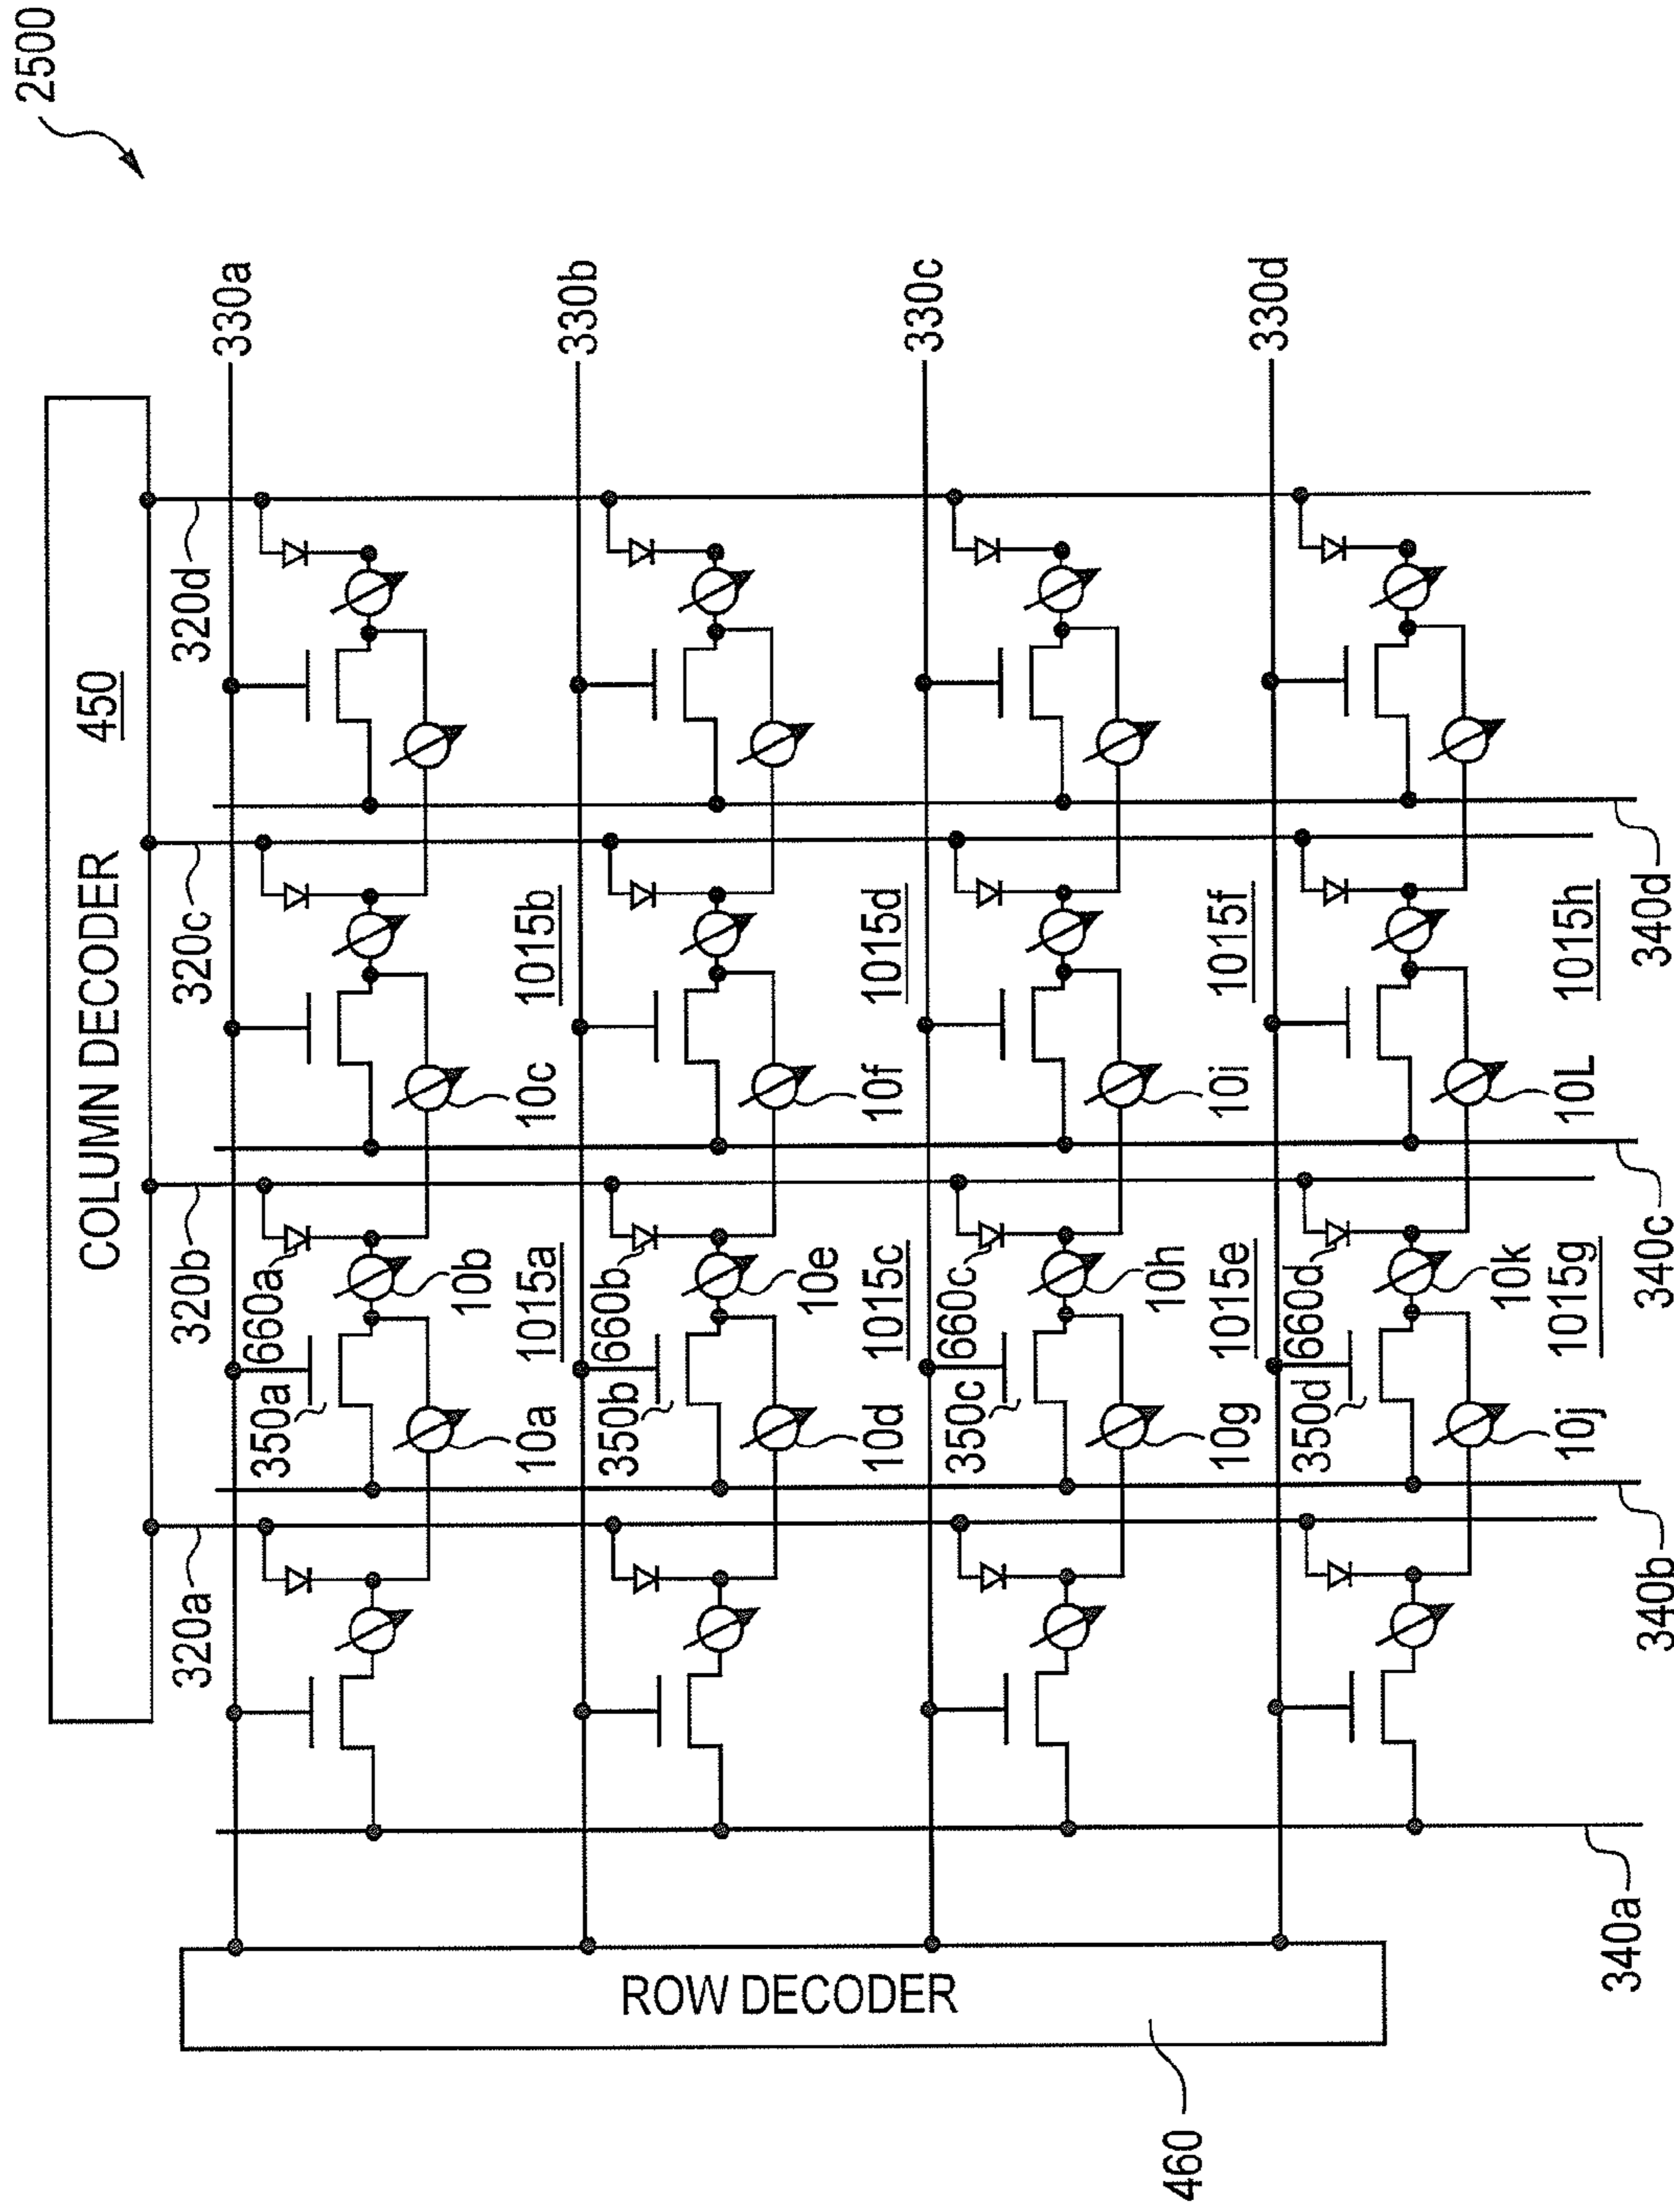 2500
COLUMN DECODER 450
320a
320b
320c
320d
330a
350a
660a
10a
10b
10c
1015a
1015b
330b
350b
660b
10d
10e
10f
1015c
1015d
330c
350c
660c
10g
10h
10i
1015e
1015f
330d
350d
660d
10j
10k
10L
1015g
1015h
340a
340b
340c
340d
ROW DECODER
460